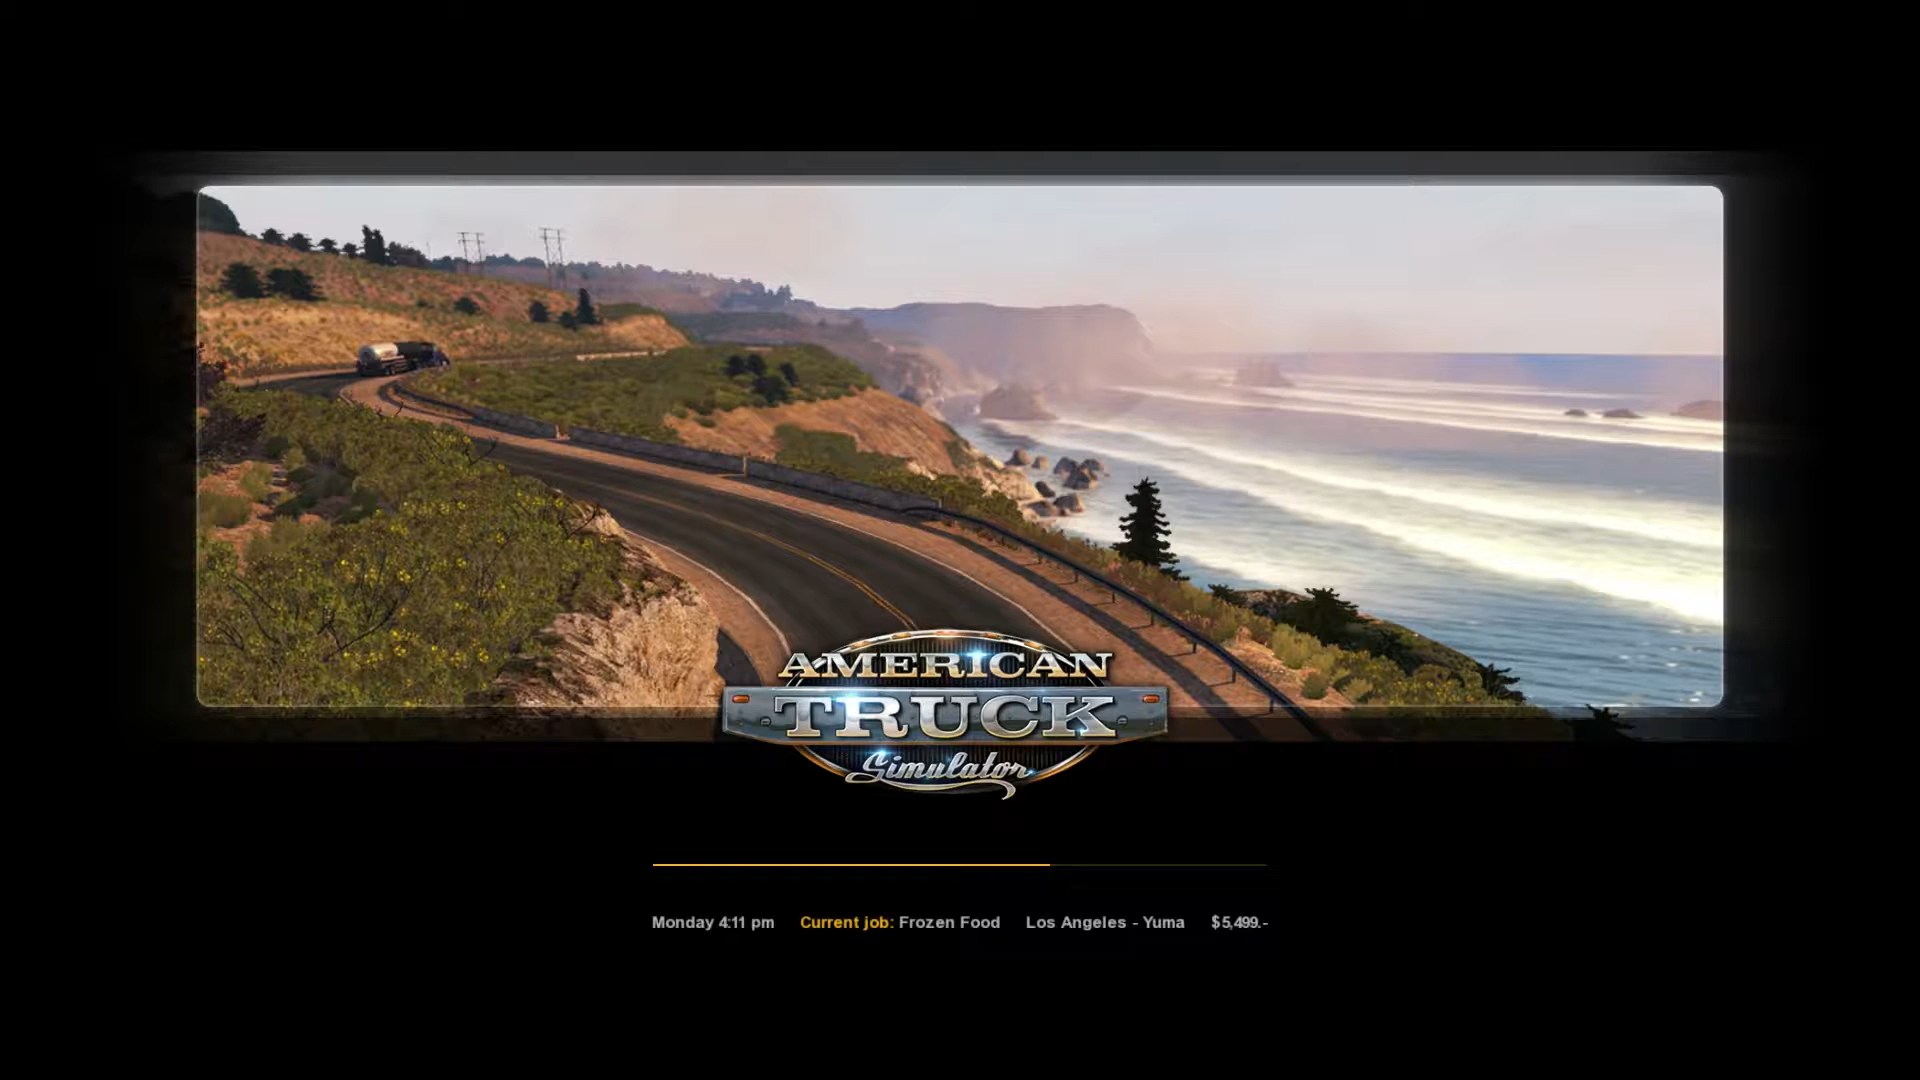 AMERICAN
TRUCK
Simulator
Monday 4:11 pm Current job: Frozen Food Los Angeles - Yuma $5,499.-